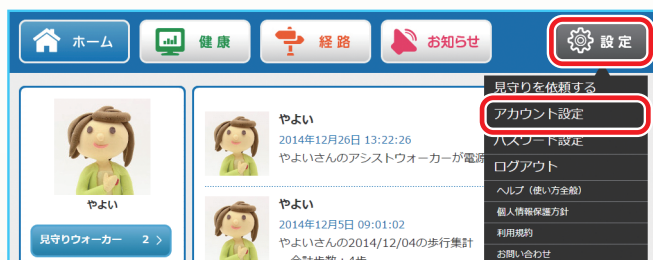 ホーム
健康
経路
お知らせ
設定
見守りを依頼する
アカウント設定
パスワード設定
ログアウト
ヘルプ（使い方全般）
個人情報保護方針
利用規約
お問い合わせ
やよい
見守りウォーカー 2 >
やよい
2014年12月26日 13:22:26
やよいさんのアシストウォーカーが電源
やよい
2014年12月5日 09:01:02
やよいさんの2014/12/04の歩行集計
合計歩数：4歩